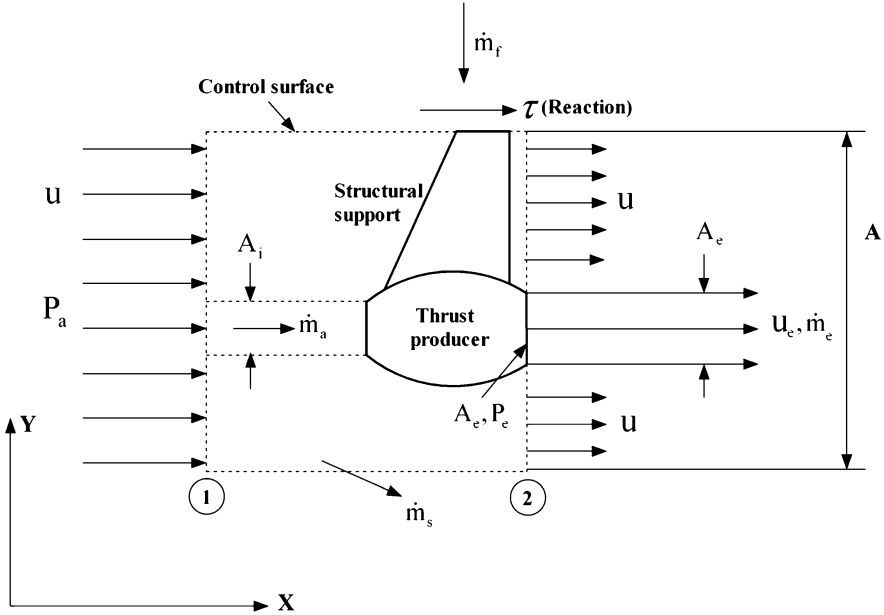 ṁf
Control surface
τ (Reaction)
u
Structural
support
u
Ai
Ae
A
Pa
ṁa
Thrust
producer
ue, ṁe
Ae, Pe
u
Y
1
2
ṁs
X